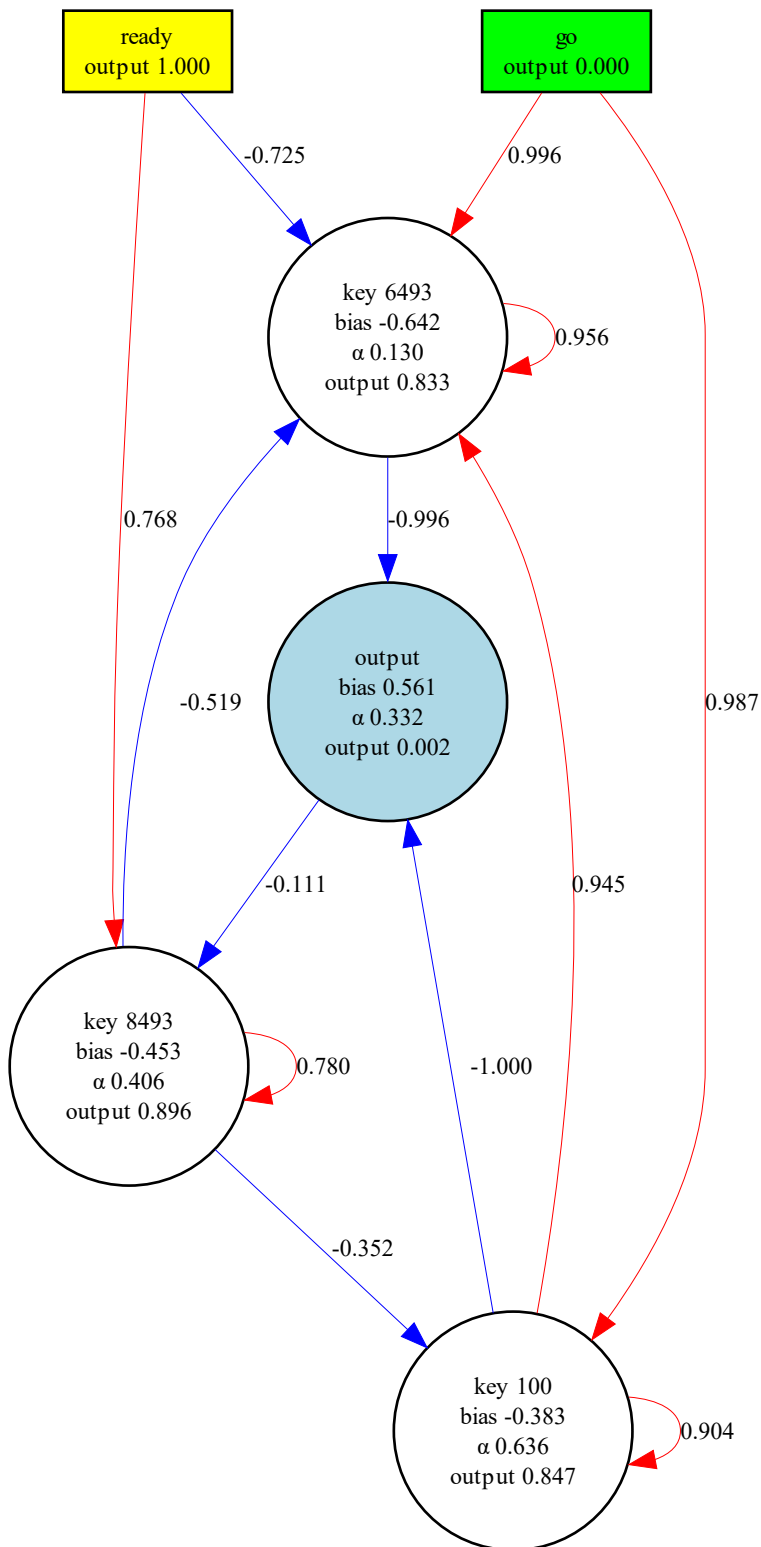 ready
output 1.000
go
output 0.000
-0.725
0.996
key 6493
bias -0.642
α 0.130
output 0.833
0.956
0.768
-0.996
output
bias 0.561
α 0.332
output 0.002
-0.519
0.987
-0.111
0.945
key 8493
bias -0.453
α 0.406
output 0.896
0.780
-1.000
-0.352
key 100
bias -0.383
α 0.636
output 0.847
0.904